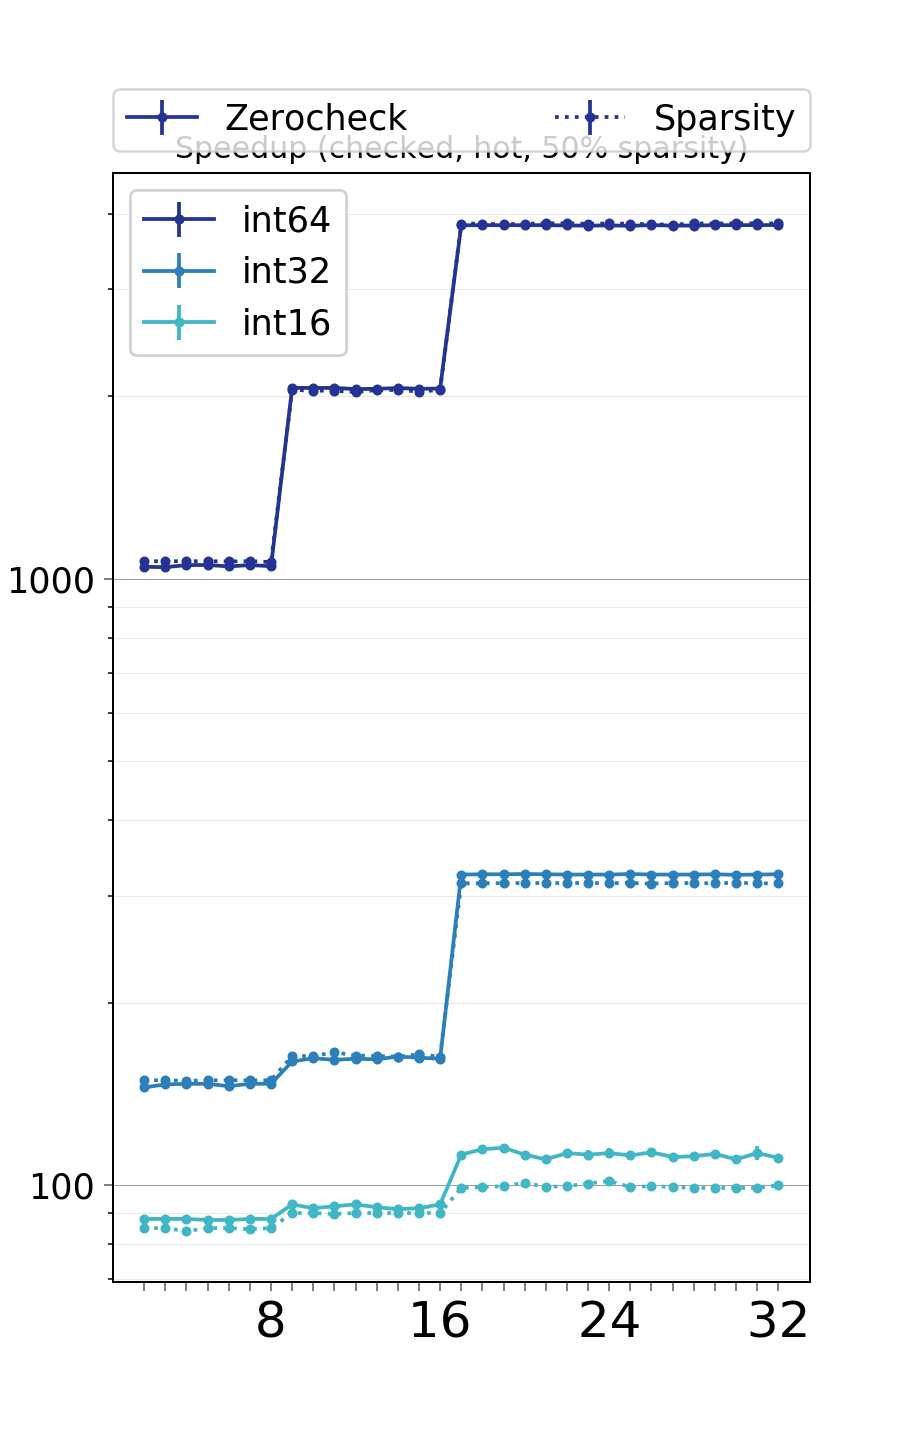 Zerocheck Sparsity
Speedup (checked, hot, 50% sparsity)
int64
int32
int16
1000
100
8 16 24 32